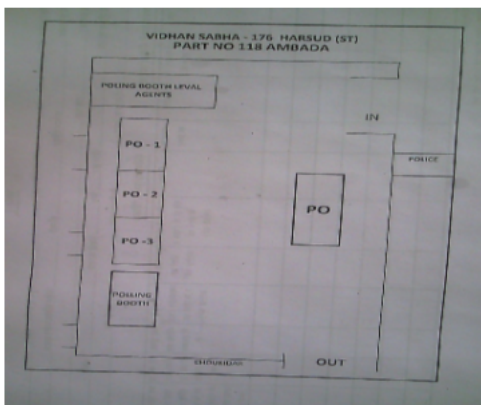 VIDHAN SABHA - 176 HARSUD (ST)
PART NO 118 AMBADA
POLING BOOTH LEVAL
AGENTS
IN
PO - 1
POLICE
PO - 2
PO
PO -3
POLLING
BOOTH
OUT